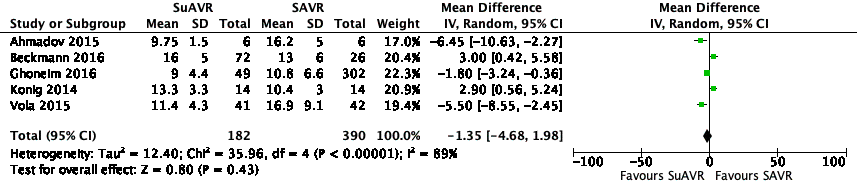 SuAVR SAVR Mean Difference Mean Difference
Study or Subgroup Mean SD Total Mean SD Total Weight IV, Random, 95% CI IV, Random, 95% CI
Ahmadov 2015 9.75 1.5 6 16.2 5 6 17.0% -6.45 [-10.63, -2.27]
Beckmann 2016 16 5 72 13 6 26 20.4% 3.00 [0.42, 5.58]
Ghoneim 2016 9 4.4 49 10.8 6.6 302 22.3% -1.80 [-3.24, -0.36]
Konig 2014 13.3 3.3 14 10.4 3 14 20.9% 2.90 [0.56, 5.24]
Vola 2015 11.4 4.3 41 16.9 9.1 42 19.4% -5.50 [-8.55, -2.45]
Total (95% CI) 182 390 100.0% -1.35 [-4.68, 1.98]
Heterogeneity: Tau² = 12.40; Chi² = 35.96, df = 4 (P < 0.00001); I² = 89%
Test for overall effect: Z = 0.80 (P = 0.43)
-100 -50 0 50 100
Favours SuAVR Favours SAVR